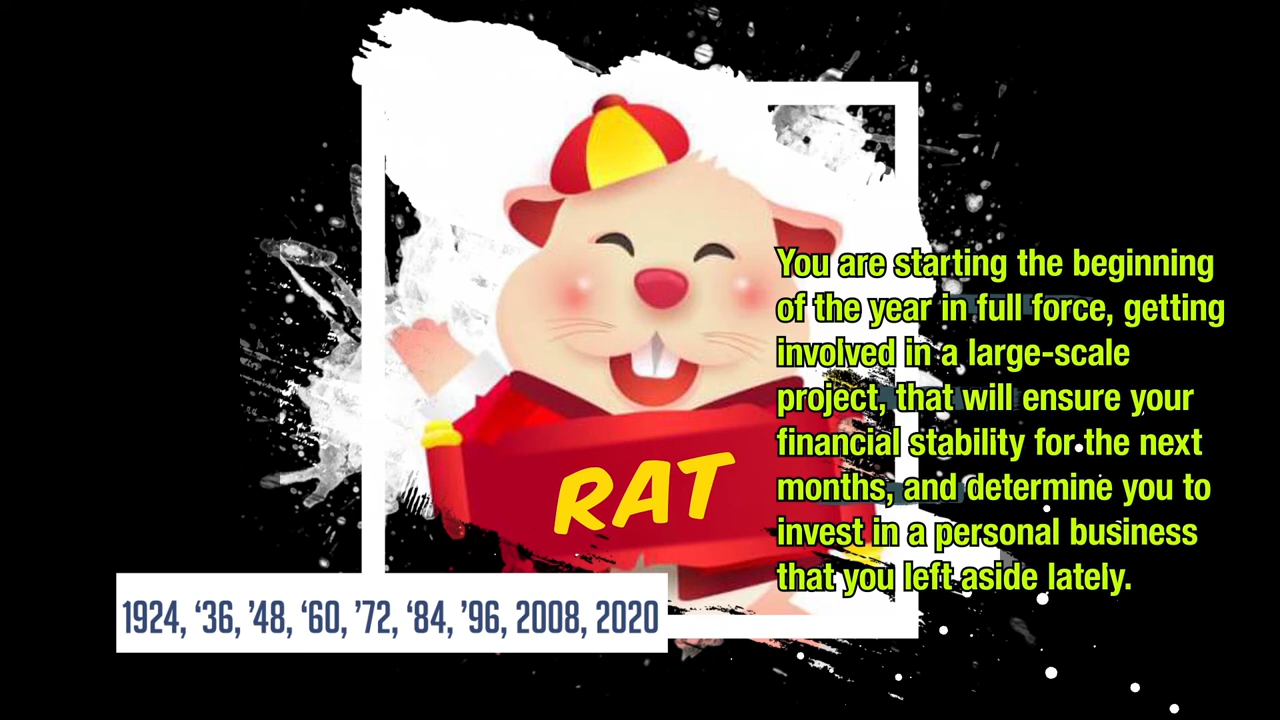 You are starting the beginning
of the year in full force, getting
involved in a large-scale
project, that will ensure your
financial stability for the next
months, and determine you to
invest in a personal business
that you left aside lately.
RAT
1924, ‘36, ’48, ‘60, ’72, ‘84, ’96, 2008, 2020